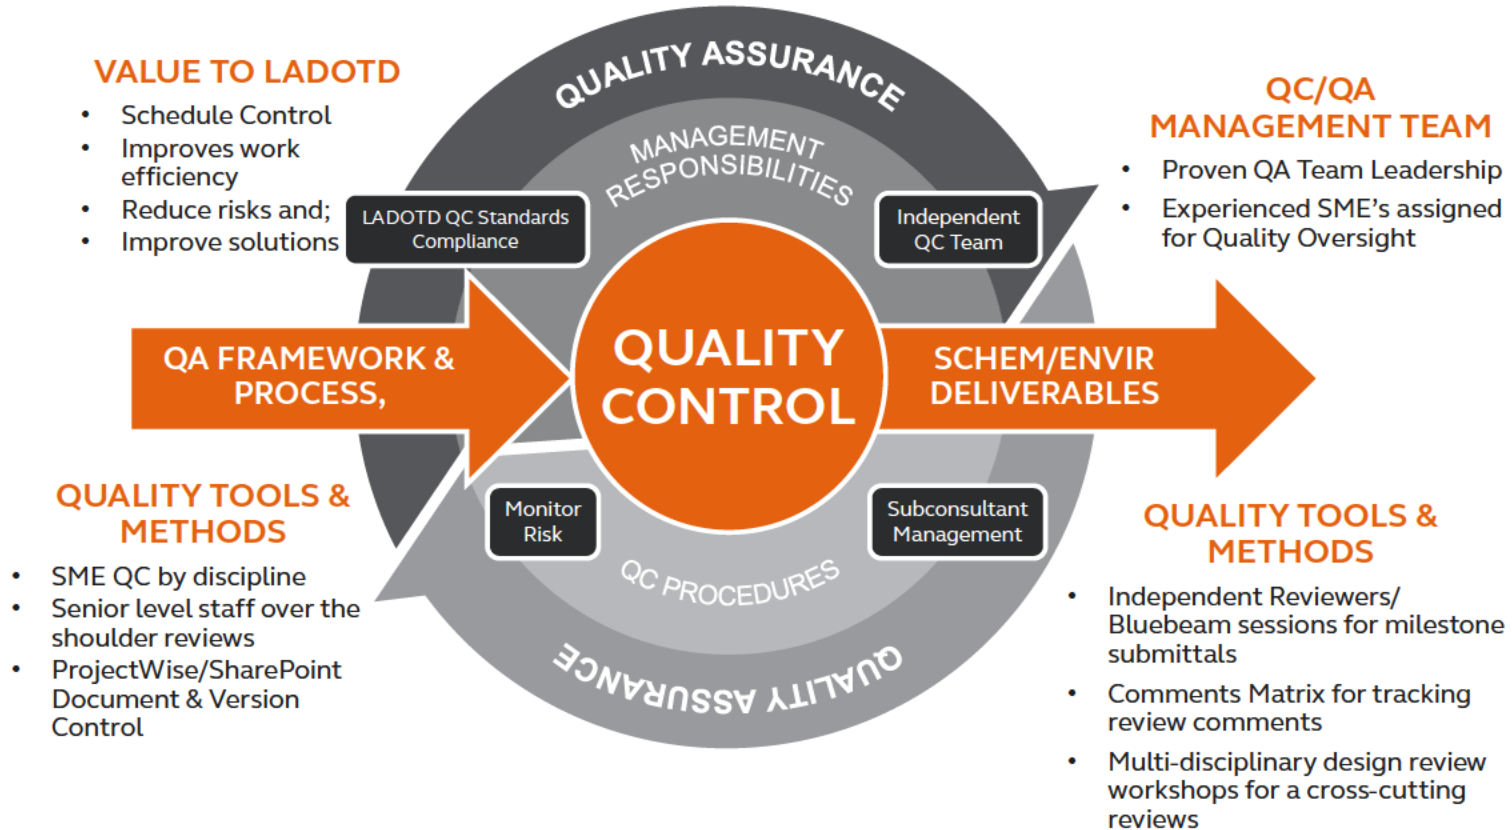 VALUE TO LADOTD
• Schedule Control
• Improves work
efficiency
• Reduce risks and;
• Improve solutions
QUALITY ASSURANCE
MANAGEMENT
RESPONSIBILITIES
LADOTD QC Standards
Compliance
Independent
QC Team
QC/QA
MANAGEMENT TEAM
• Proven QA Team Leadership
• Experienced SME's assigned
for Quality Oversight
QA FRAMEWORK &
PROCESS,
QUALITY
CONTROL
SCHEM/ENVIR
DELIVERABLES
QUALITY TOOLS &
METHODS
• SME QC by discipline
• Senior level staff over the
shoulder reviews
• ProjectWise/SharePoint
Document & Version
Control
Monitor
Risk
Subconsultant
Management
QC PROCEDURES
QUALITY ASSURANCE
QUALITY TOOLS &
METHODS
• Independent Reviewers/
Bluebeam sessions for milestone
submittals
• Comments Matrix for tracking
review comments
• Multi-disciplinary design review
workshops for a cross-cutting
reviews